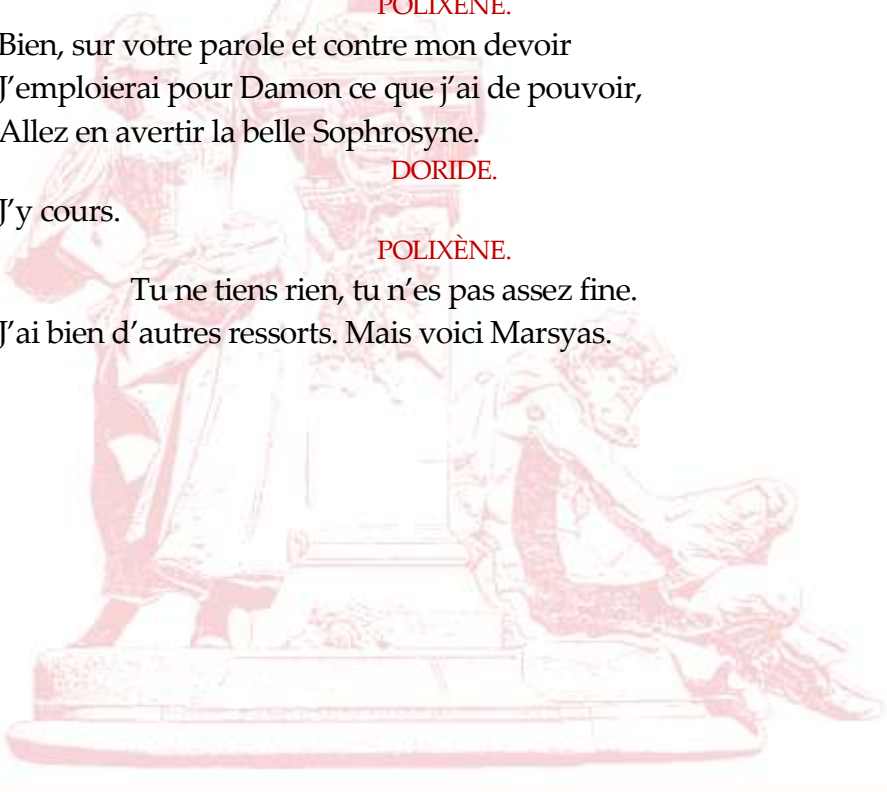 POLIXÈNE.
Bien, sur votre parole et contre mon devoir
J’emploierai pour Damon ce que j’ai de pouvoir,
Allez en avertir la belle Sophrosyne.
DORIDE.
J’y cours.
POLIXÈNE.
Tu ne tiens rien, tu n’es pas assez fine.
J’ai bien d’autres ressorts. Mais voici Marsyas.